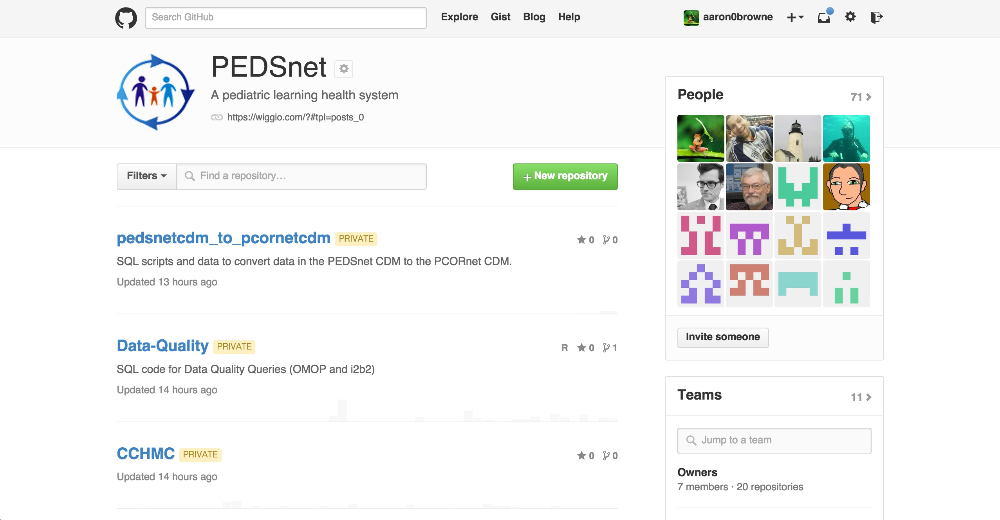 Search GitHub
Explore Gist Blog Help
aaron0browne
PEDSnet
A pediatric learning health system
https://wiggio.com/?#tpl=posts_0
Filters
Find a repository...
+ New repository
pedsnetcdm_to_pcornetcdm PRIVATE
0 0
SQL scripts and data to convert data in the PEDSnet CDM to the PCORnet CDM.
Updated 13 hours ago
Data-Quality PRIVATE
R 0 1
SQL code for Data Quality Queries (OMOP and i2b2)
Updated 14 hours ago
CCHMC PRIVATE
0 0
Updated 14 hours ago
People 71
Invite someone
Teams 11
Jump to a team
Owners
7 members · 20 repositories